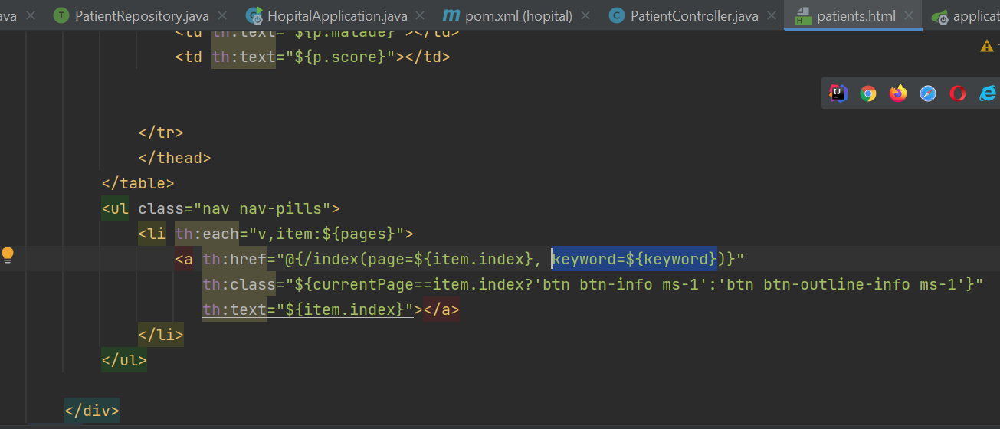 ava PatientRepository.java HopitalApplication.java pom.xml (hopital) PatientController.java patients.html applicat
<td th:text="${p.malade}"></td>
<td th:text="${p.score}"></td>
</tr>
</thead>
</table>
<ul class="nav nav-pills">
<li th:each="v,item:${pages}">
<a th:href="@{/index(page=${item.index}, keyword=${keyword})}"
th:class="${currentPage==item.index?'btn btn-info ms-1':'btn btn-outline-info ms-1'}"
th:text="${item.index}"></a>
</li>
</ul>
</div>